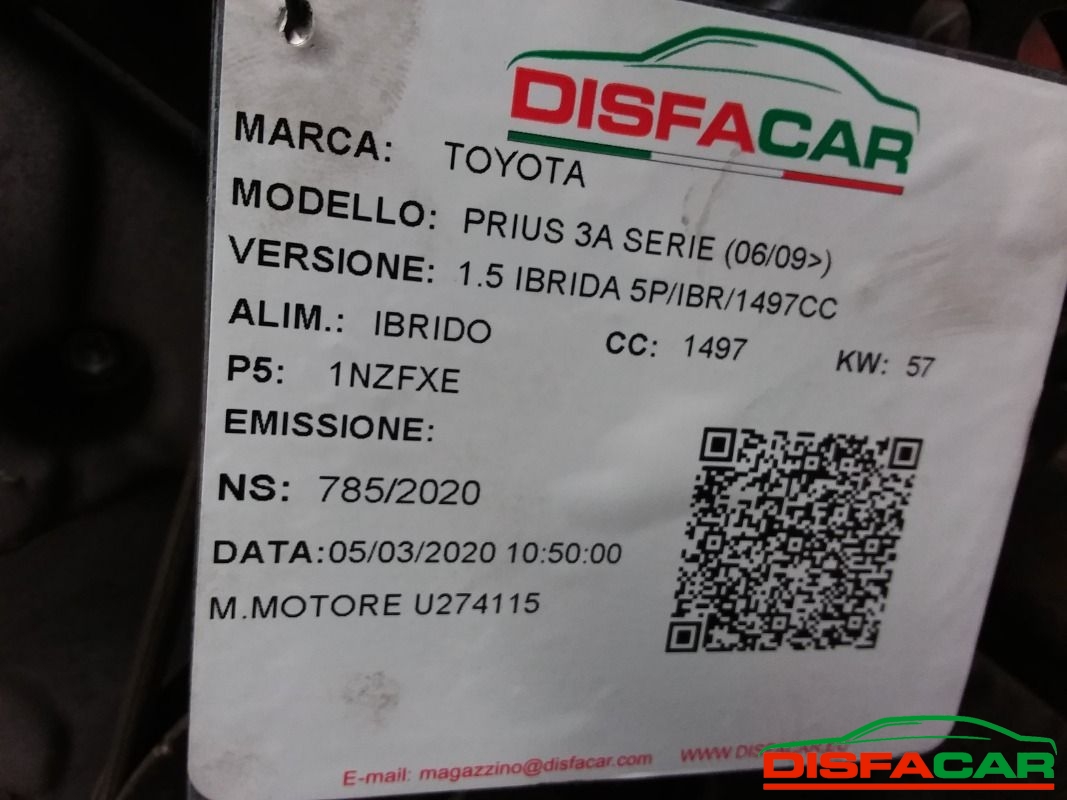 DISFACAR
MARCA: TOYOTA
MODELLO: PRIUS 3A SERIE (06/09>)
VERSIONE: 1.5 IBRIDA 5P/IBR/1497CC
ALIM.: IBRIDO CC: 1497 KW: 57
P5: 1NZFXE
EMISSIONE:
NS: 785/2020
DATA:05/03/2020 10:50:00
M.MOTORE U274115
E-mail: magazzino@disfacar.com WWW
DISFACAR